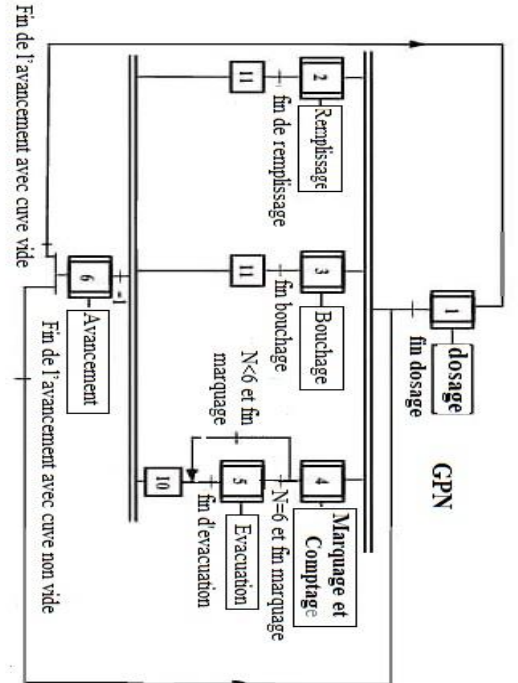 GPN
1
dosage
fin dosage
2
Remplissage
fin de remplissage
11
3
Bouchage
fin bouchage
11
4
Marquage et
Comptage
N=6 et fin marquage
N<6 et fin
marquage
5
Evacuation
fin d'evacuation
10
6
Avancement
Fin de l'avancement avec cuve vide
Fin de l'avancement avec cuve non vide